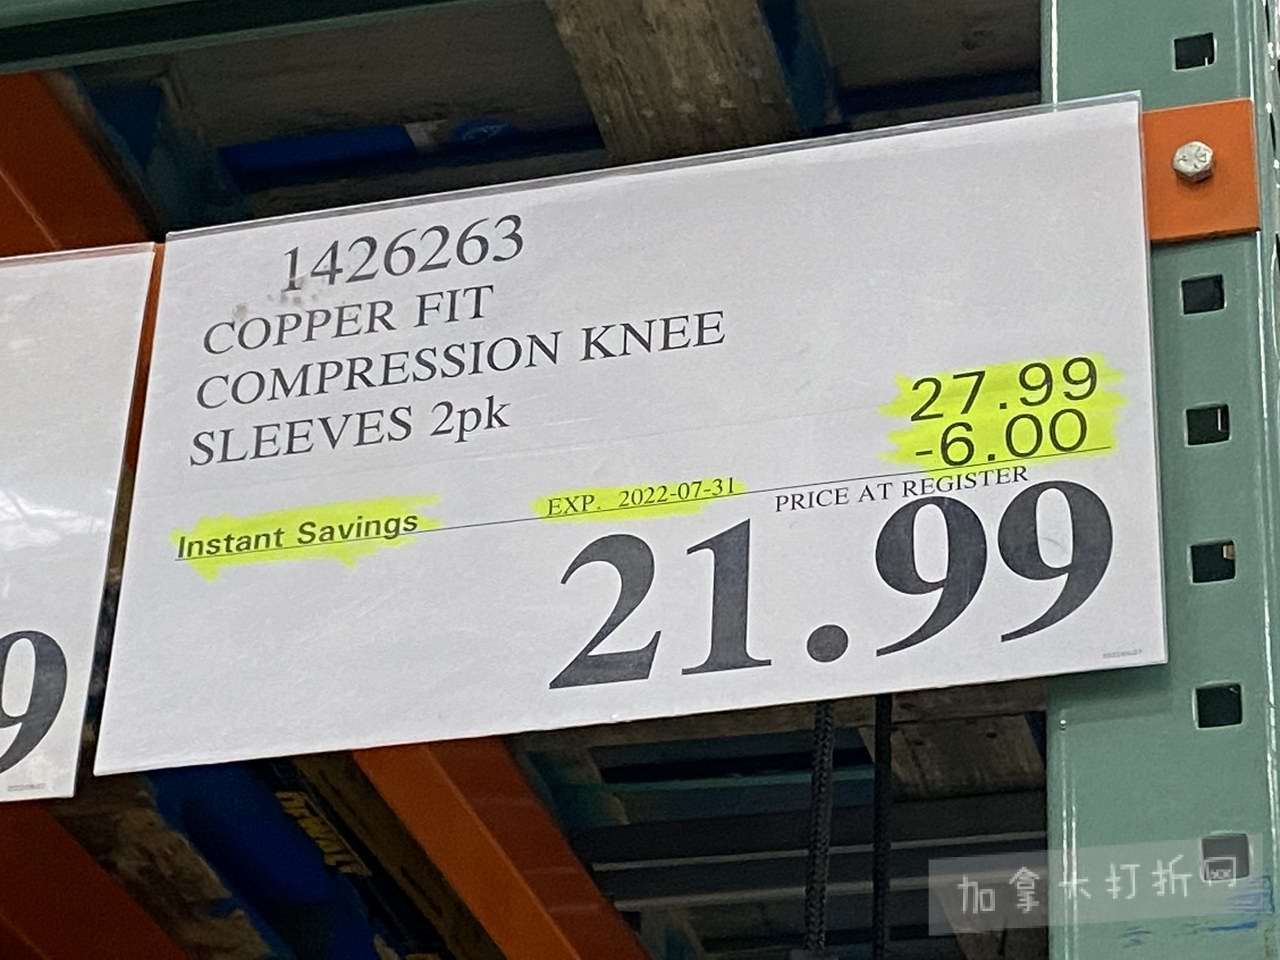 1426263
COPPER FIT
COMPRESSION KNEE
SLEEVES 2pk
27.99
-6.00
Instant Savings
EXP. 2022-07-31
PRICE AT REGISTER
21.99
9
加拿大打折网